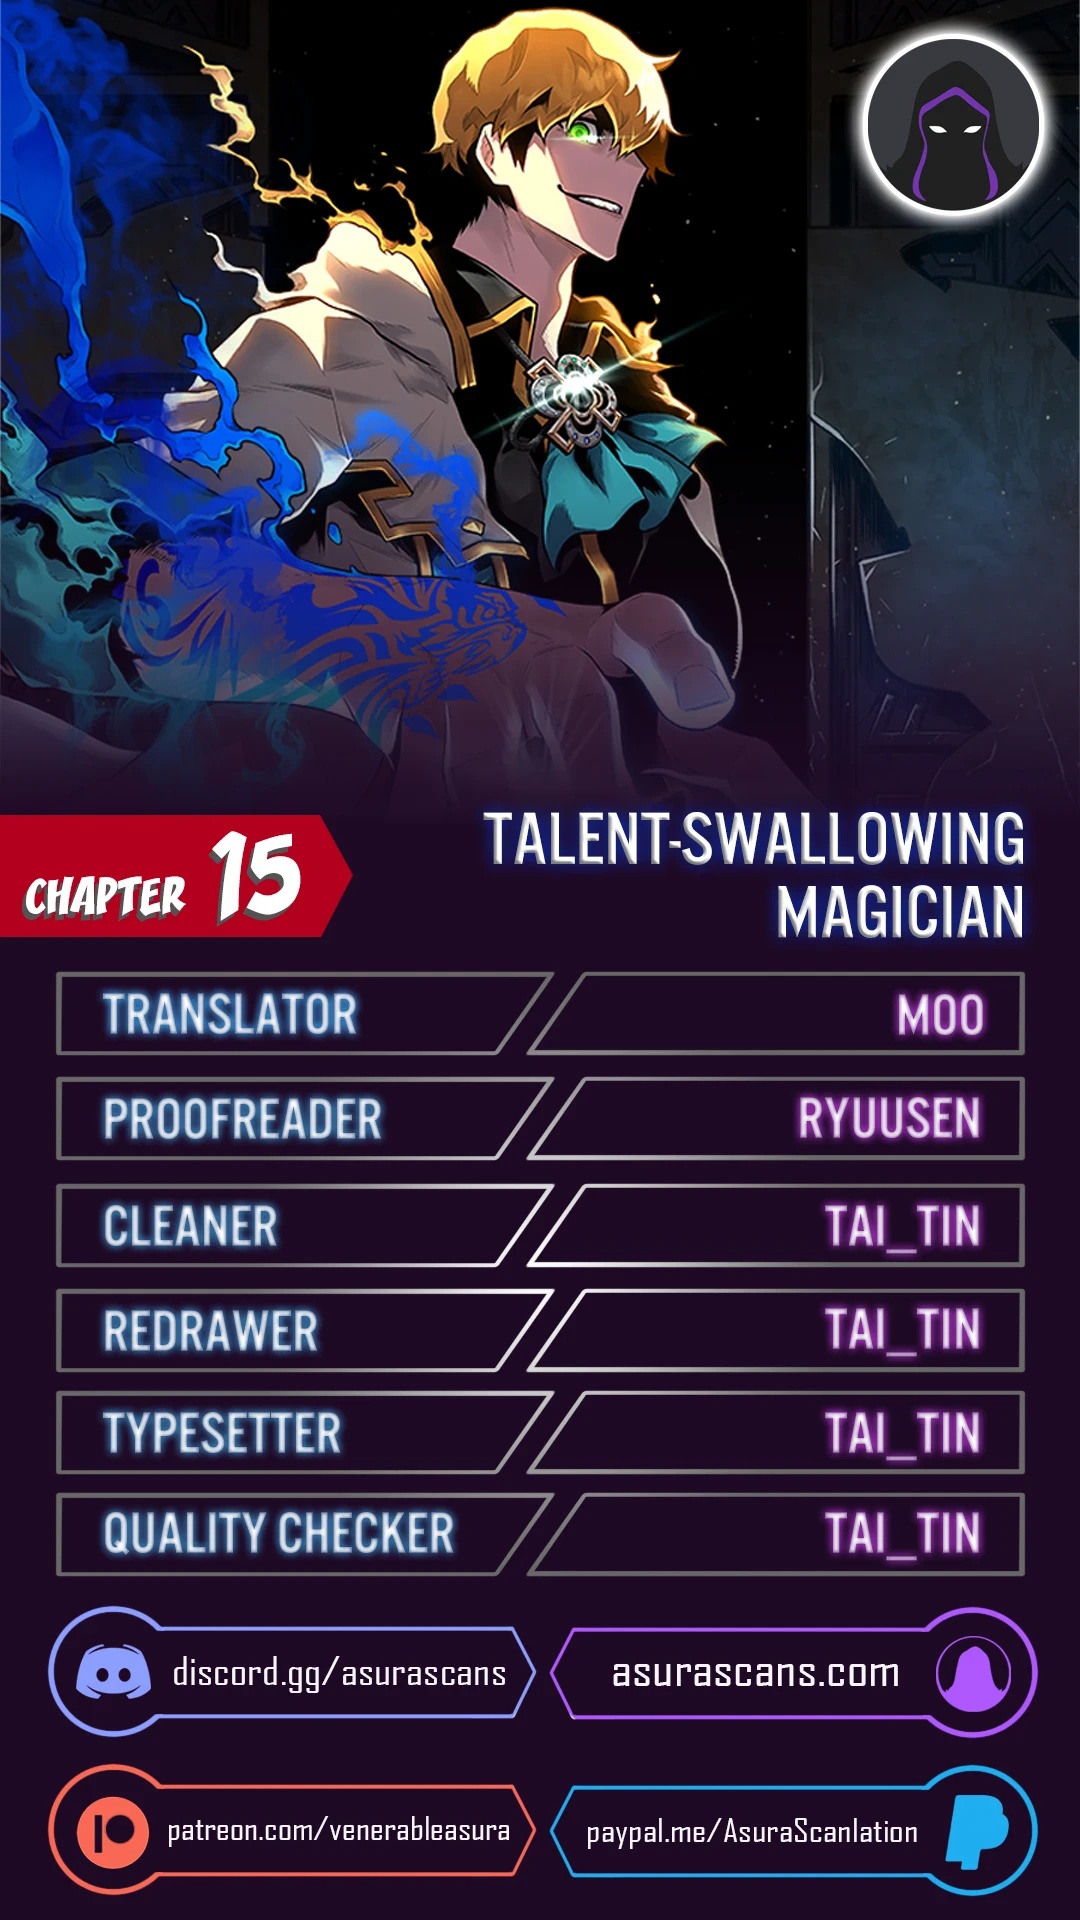 CHAPTER 15
TALENT-SWALLOWING
MAGICIAN
TRANSLATOR MOO
PROOFREADER RYUUSEN
CLEANER TAI_TIN
REDRAWER TAI_TIN
TYPESETTER TAI_TIN
QUALITY CHECKER TAI_TIN
discord.gg/asurascans asurascans.com
patreon.com/venerableasura paypal.me/AsuraScanlation